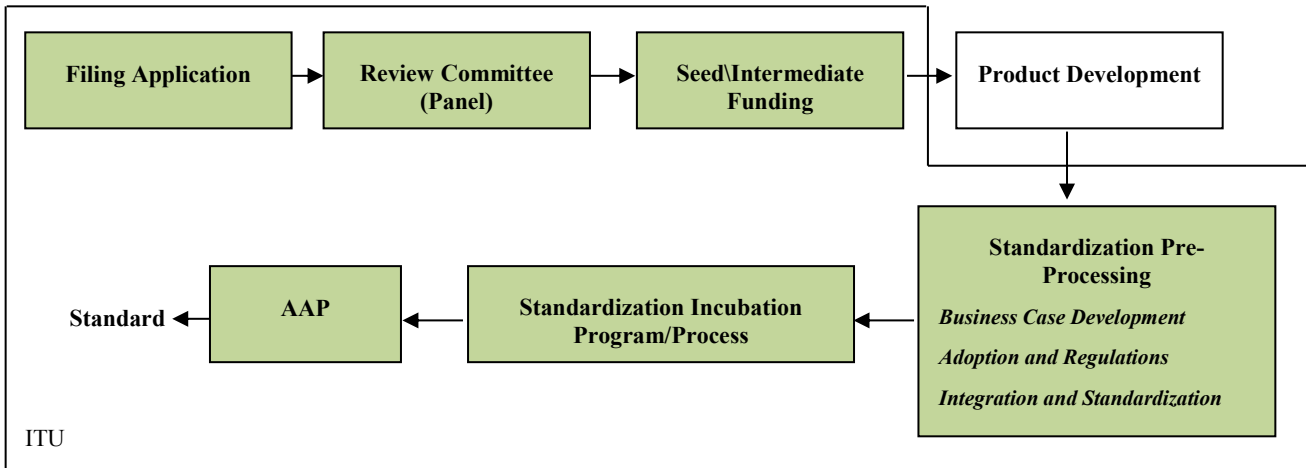 Filing Application
Review Committee
(Panel)
Seed\Intermediate
Funding
Product Development
Standardization Pre-
Processing
Business Case Development
Adoption and Regulations
Integration and Standardization
Standardization Incubation
Program/Process
AAP
Standard
ITU